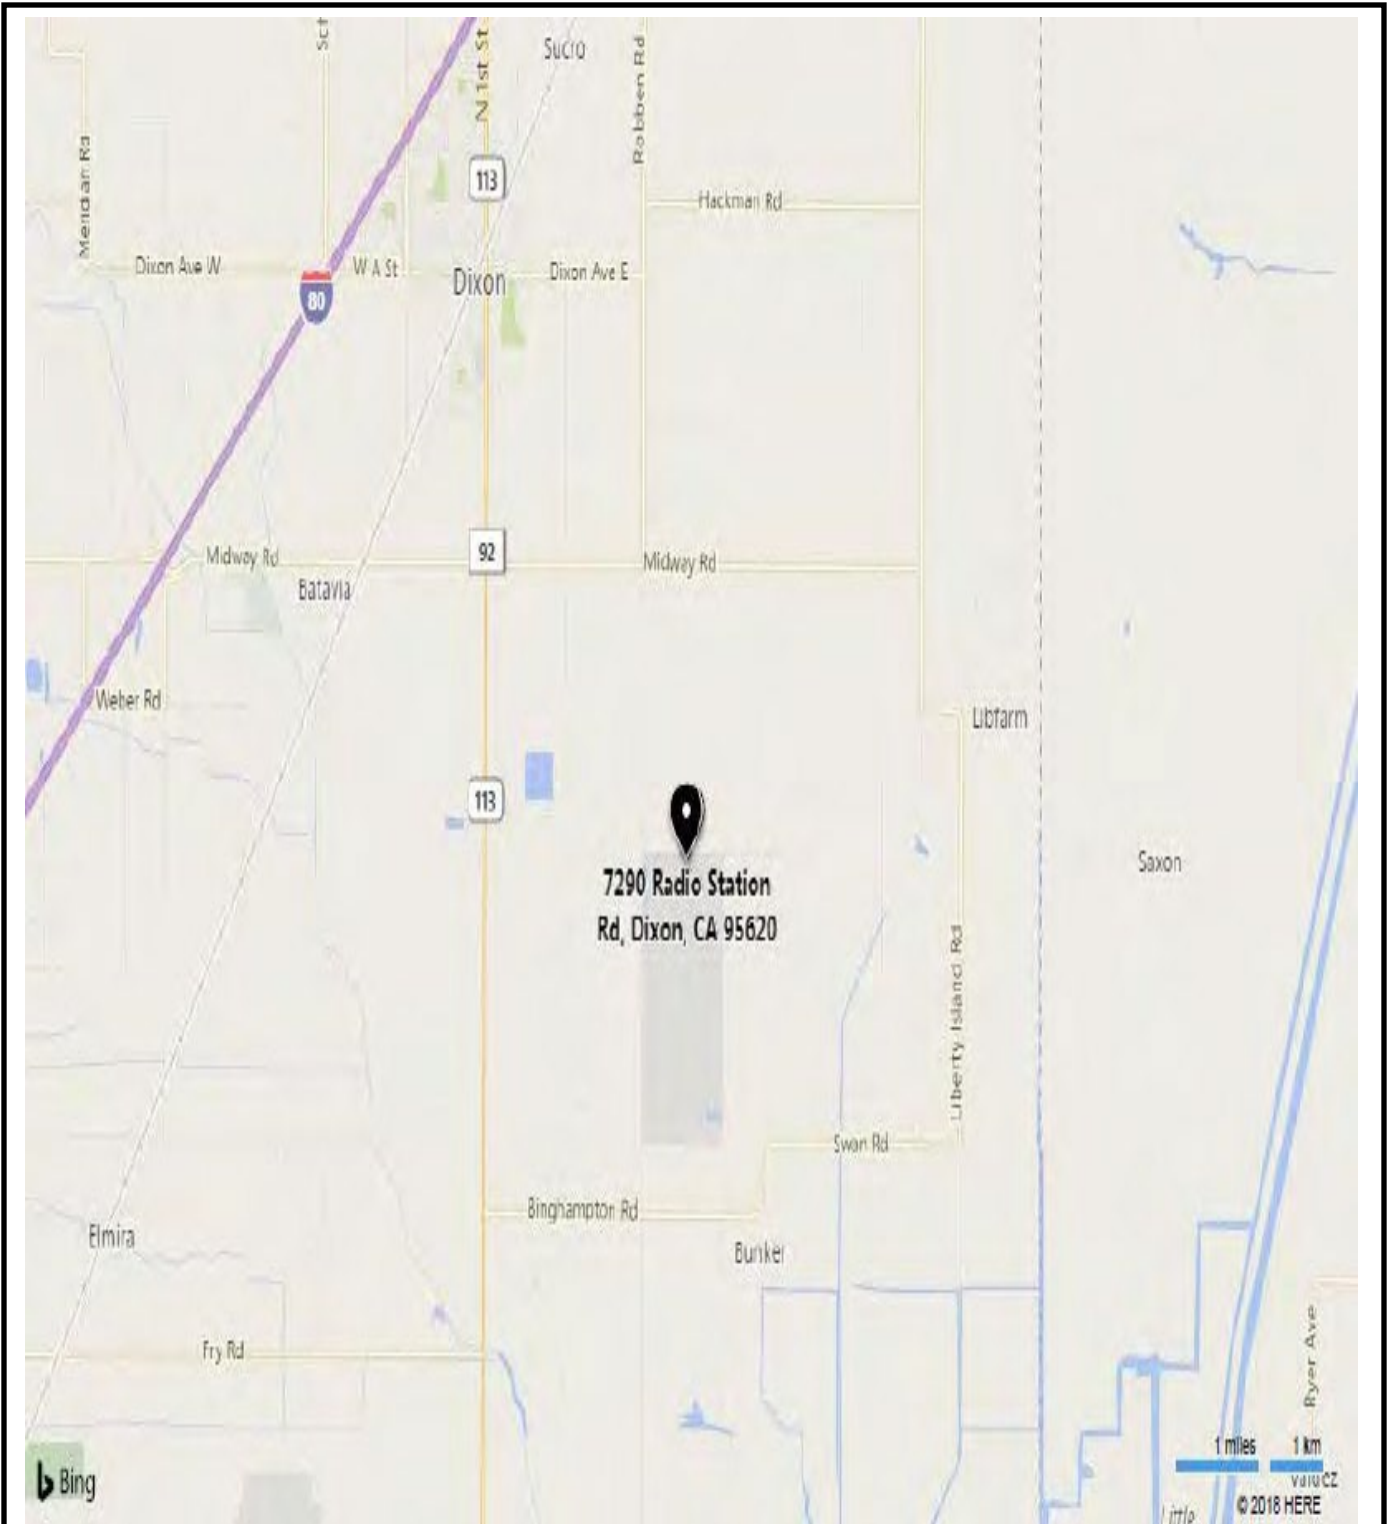 Sucro
N 1st St
Robben Rd
Meridian Rd
113
Hackman Rd
Dixon Ave W
W A St
Dixon
Dixon Ave E
80
92
Midway Rd
Midway Rd
Batavia
Weber Rd
Libfarm
113
Saxon
7290 Radio Station
Rd, Dixon, CA 95620
Liberty Island Rd
Swan Rd
Binghampton Rd
Elmira
Bunker
Fry Rd
Ryer Ave
1 miles
1 km
Bing
© 2018 HERE
Little